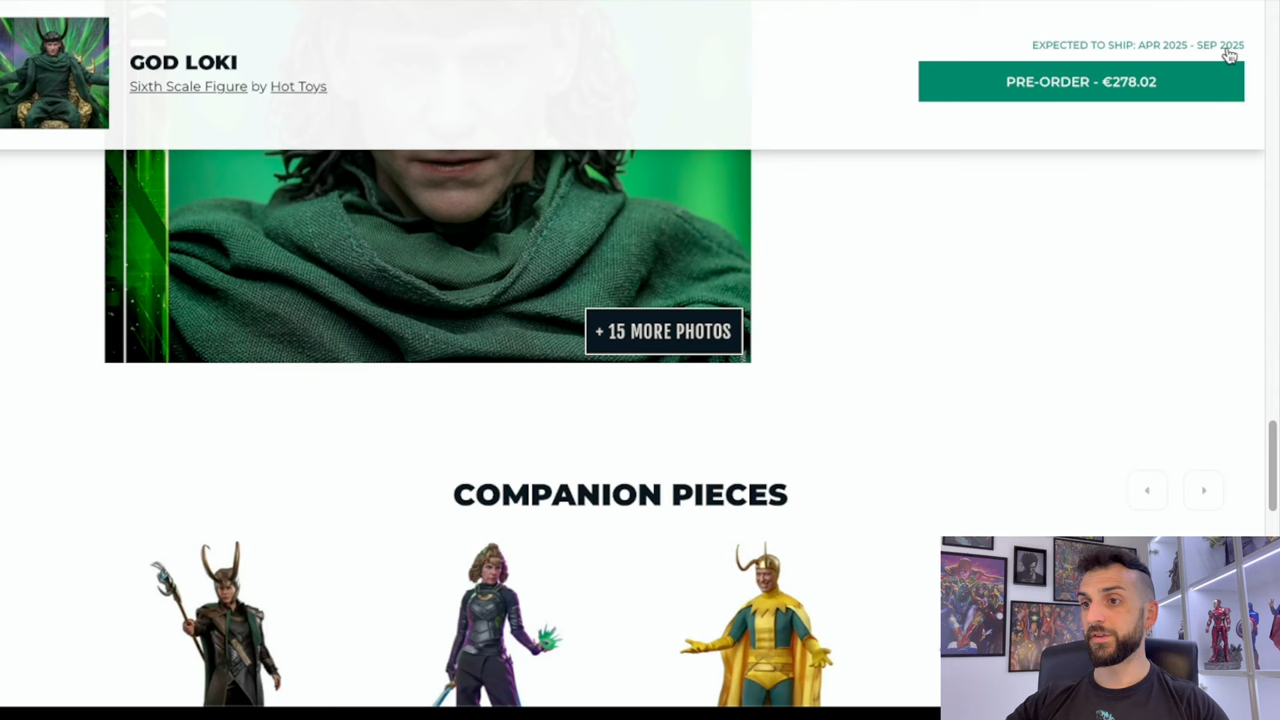 GOD LOKI
Sixth Scale Figure by Hot Toys
EXPECTED TO SHIP: APR 2025 - SEP 2025
PRE-ORDER - €278.02
+ 15 MORE PHOTOS
COMPANION PIECES